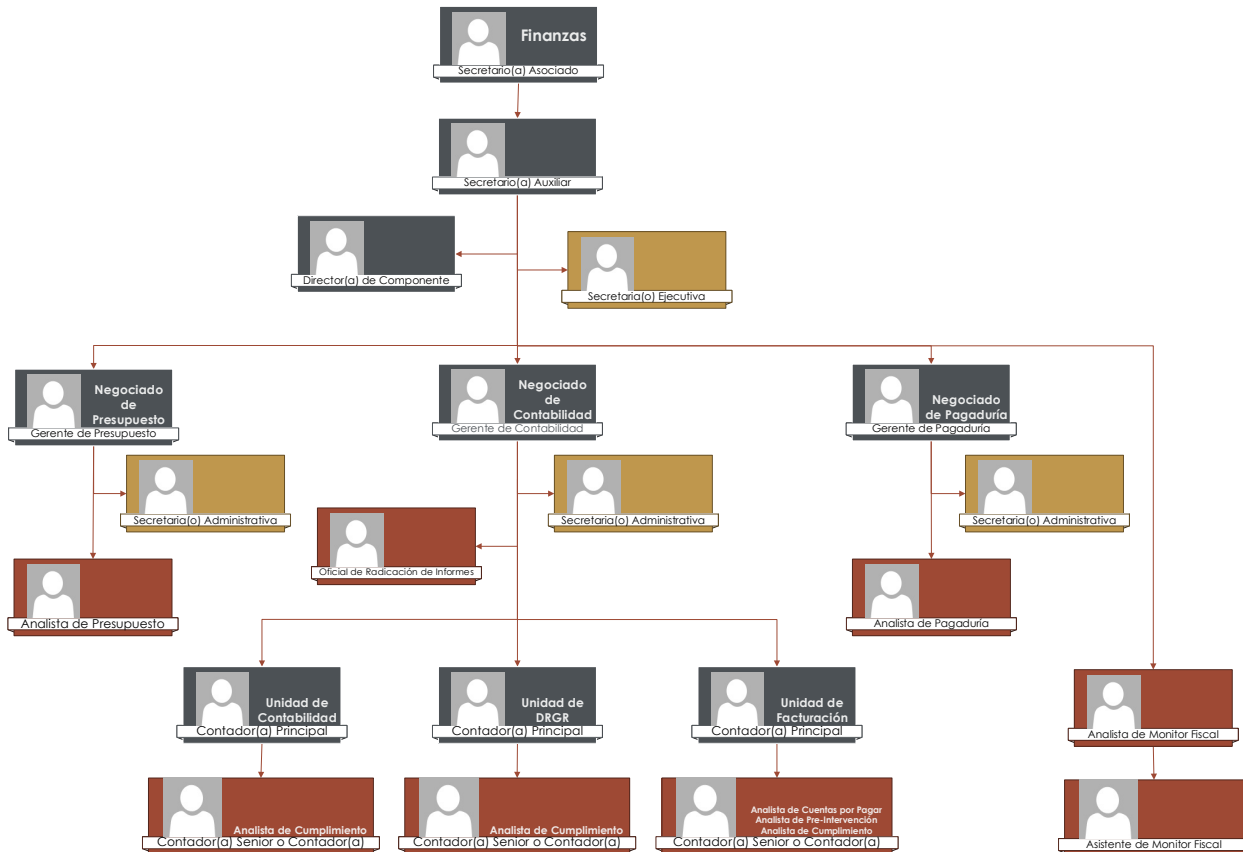 Finanzas
Secretario(a) Asociado
Secretario(a) Auxiliar
Director(a) de Componente
Secretaria(o) Ejecutiva
Negociado
de
Presupuesto
Gerente de Presupuesto
Negociado
de
Contabilidad
Gerente de Contabilidad
Negociado
de Pagaduría
Gerente de Pagaduría
Secretaria(o) Administrativa
Secretaria(o) Administrativa
Secretaria(o) Administrativa
Oficial de Radicación de Informes
Analista de Presupuesto
Analista de Pagaduría
Unidad de
Contabilidad
Contador(a) Principal
Unidad de
DRGR
Contador(a) Principal
Unidad de
Facturación
Contador(a) Principal
Analista de Monitor Fiscal
Analista de Cumplimiento
Contador(a) Senior o Contador(a)
Analista de Cumplimiento
Contador(a) Senior o Contador(a)
Analista de Cuentas por Pagar
Analista de Pre-Intervención
Analista de Cumplimiento
Contador(a) Senior o Contador(a)
Asistente de Monitor Fiscal